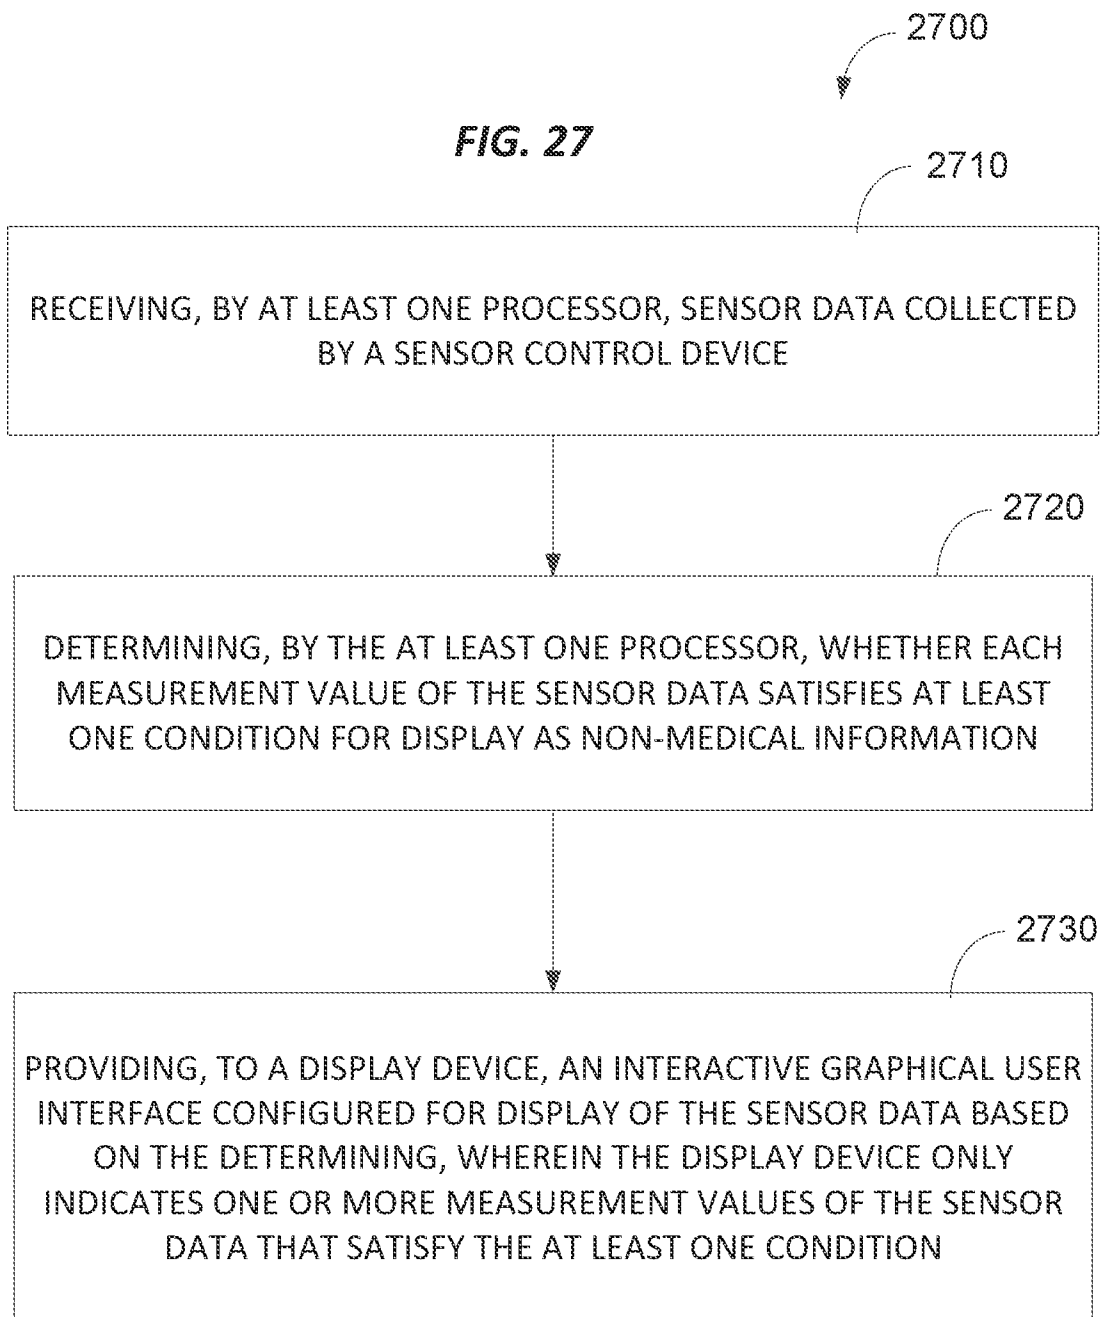 2700
FIG. 27
2710
RECEIVING, BY AT LEAST ONE PROCESSOR, SENSOR DATA COLLECTED
BY A SENSOR CONTROL DEVICE
2720
DETERMINING, BY THE AT LEAST ONE PROCESSOR, WHETHER EACH
MEASUREMENT VALUE OF THE SENSOR DATA SATISFIES AT LEAST
ONE CONDITION FOR DISPLAY AS NON-MEDICAL INFORMATION
2730
PROVIDING, TO A DISPLAY DEVICE, AN INTERACTIVE GRAPHICAL USER
INTERFACE CONFIGURED FOR DISPLAY OF THE SENSOR DATA BASED
ON THE DETERMINING, WHEREIN THE DISPLAY DEVICE ONLY
INDICATES ONE OR MORE MEASUREMENT VALUES OF THE SENSOR
DATA THAT SATISFY THE AT LEAST ONE CONDITION